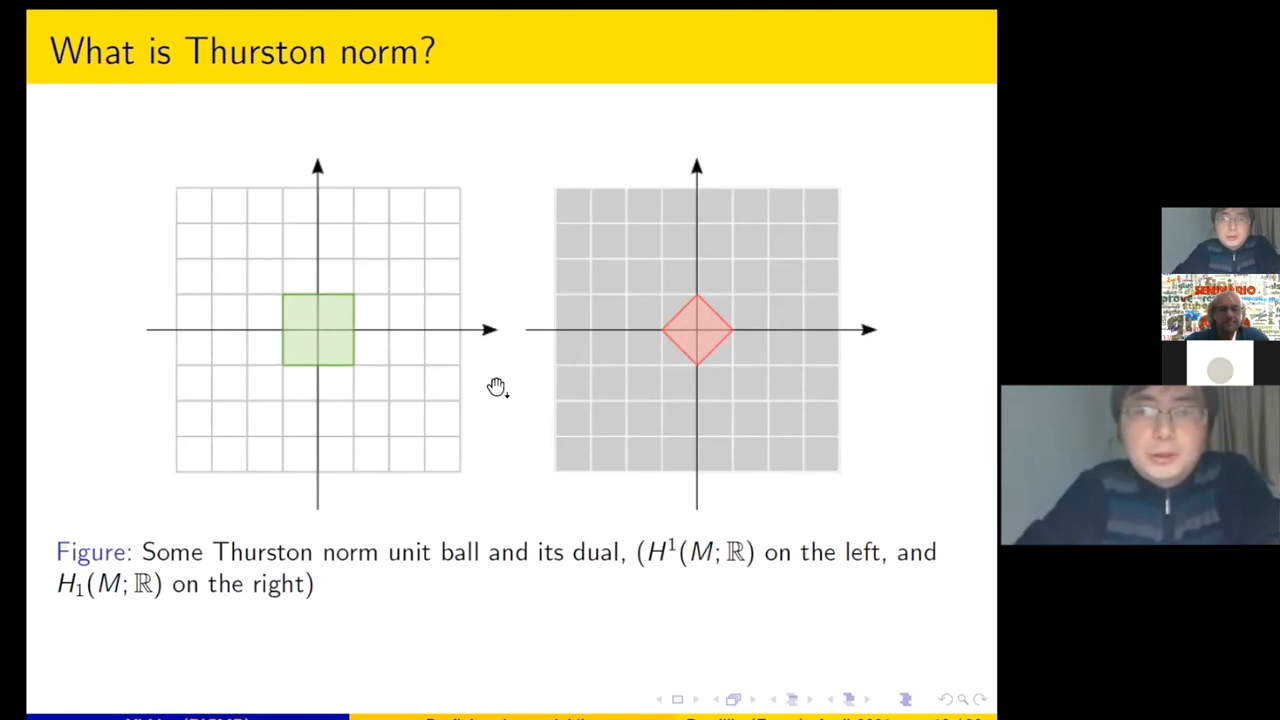 What is Thurston norm?
Figure: Some Thurston norm unit ball and its dual, (H¹(M; ℝ) on the left, and
H₁(M; ℝ) on the right)
SEMINÁRIO